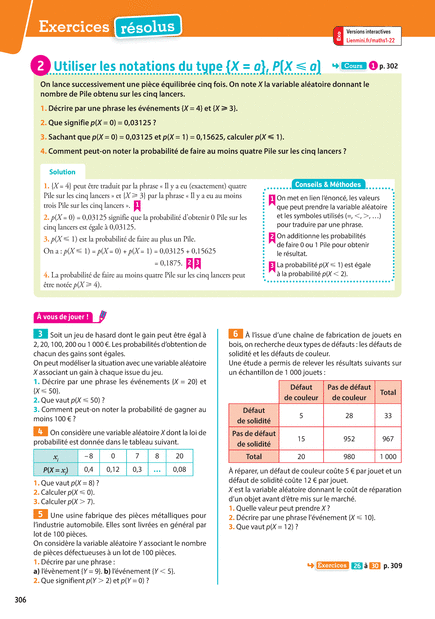 Exercices résolus
Exo
Versions interactives
Lienmini.fr/maths1-22
2 Utiliser les notations du type {X = a}, P{X ⩽ a}
➥ Cours 1 p. 302
On lance successivement une pièce équilibrée cinq fois. On note X la variable aléatoire donnant le
nombre de Pile obtenu sur les cinq lancers.
1. Décrire par une phrase les événements {X = 4} et {X ⩾ 3}.
2. Que signifie p(X = 0) = 0,03125 ?
3. Sachant que p(X = 0) = 0,03125 et p(X = 1) = 0,15625, calculer p(X ⩽ 1).
4. Comment peut-on noter la probabilité de faire au moins quatre Pile sur les cinq lancers ?
Solution
1. {X = 4} peut être traduit par la phrase « Il y a eu (exactement) quatre
Pile sur les cinq lancers » et {X ⩾ 3} par la phrase « Il y a eu au moins
trois Pile sur les cinq lancers ». 1
2. p(X = 0) = 0,03125 signifie que la probabilité d'obtenir 0 Pile sur les
cinq lancers est égale à 0,03125.
3. p(X ⩽ 1) est la probabilité de faire au plus un Pile.
On a : p(X ⩽ 1) = p(X = 0) + p(X = 1) = 0,03125 + 0,15625
= 0,1875. 2 3
4. La probabilité de faire au moins quatre Pile sur les cinq lancers peut
être notée p(X ⩾ 4).
Conseils & Méthodes
1 On met en lien l'énoncé, les valeurs
que peut prendre la variable aléatoire
et les symboles utilisés (=, <, >, …)
pour traduire par une phrase.
2 On additionne les probabilités
de faire 0 ou 1 Pile pour obtenir
le résultat.
3 La probabilité p(X ⩽ 1) est égale
à la probabilité p(X < 2).
À vous de jouer !
3 Soit un jeu de hasard dont le gain peut être égal à
2, 20, 100, 200 ou 1 000 €. Les probabilités d'obtention de
chacun des gains sont égales.
On peut modéliser la situation avec une variable aléatoire
X associant un gain à chaque issue du jeu.
1. Décrire par une phrase les événements (X = 20) et
(X ⩽ 50).
2. Que vaut p(X ⩽ 50) ?
3. Comment peut-on noter la probabilité de gagner au
moins 100 € ?
4 On considère une variable aléatoire X dont la loi de
probabilité est donnée dans le tableau suivant.
xᵢ −8 0 7 8 20
P(X = xᵢ) 0,4 0,12 0,3 … 0,08
1. Que vaut p(X = 8) ?
2. Calculer p(X ⩽ 0).
3. Calculer p(X > 7).
5 Une usine fabrique des pièces métalliques pour
l'industrie automobile. Elles sont livrées en général par
lot de 100 pièces.
On considère la variable aléatoire Y associant le nombre
de pièces défectueuses à un lot de 100 pièces.
1. Décrire par une phrase :
a) l'évènement (Y = 9). b) l'évènement (Y < 5).
2. Que signifient p(Y > 2) et p(Y = 0) ?
6 À l'issue d'une chaîne de fabrication de jouets en
bois, on recherche deux types de défauts : les défauts de
solidité et les défauts de couleur.
Une étude a permis de relever les résultats suivants sur
un échantillon de 1 000 jouets :
Défaut de couleur Pas de défaut de couleur Total
Défaut de solidité 5 28 33
Pas de défaut de solidité 15 952 967
Total 20 980 1 000
À réparer, un défaut de couleur coûte 5 € par jouet et un
défaut de solidité coûte 12 € par jouet.
X est la variable aléatoire donnant le coût de réparation
d'un objet avant d'être mis sur le marché.
1. Quelle valeur peut prendre X ?
2. Décrire par une phrase l'événement (X ⩽ 10).
3. Que vaut p(X = 12) ?
➥ Exercices 26 à 30 p. 309
306